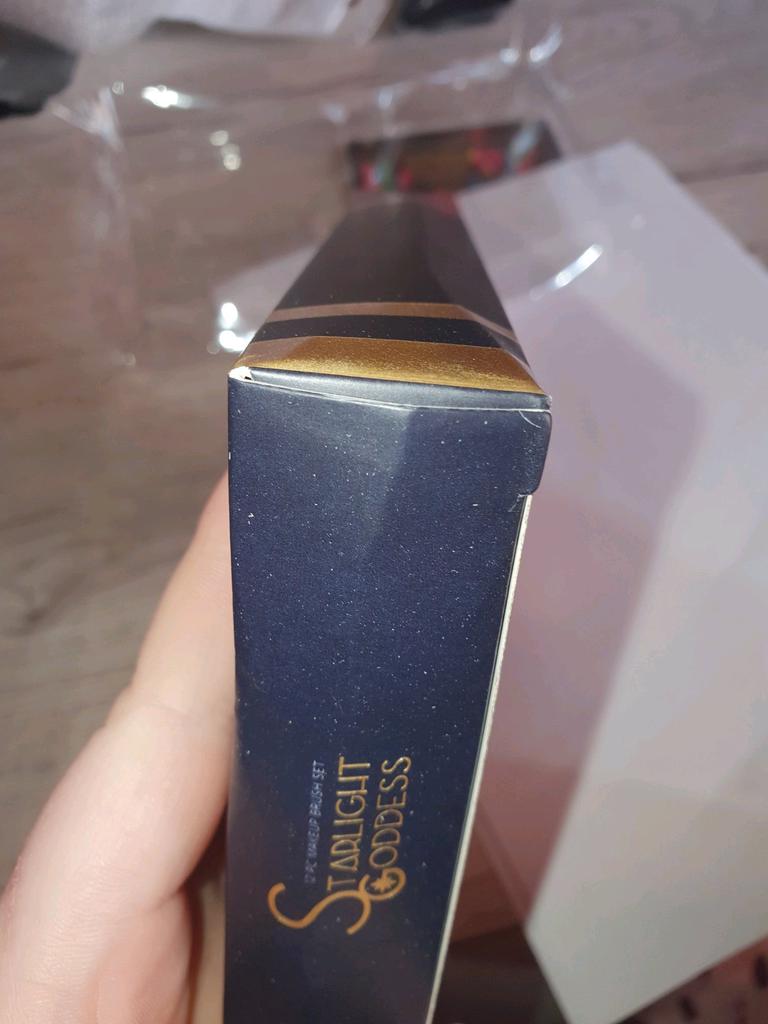 12 PC MAKEUP BRUSH SET
STARLIGHT
GODDESS